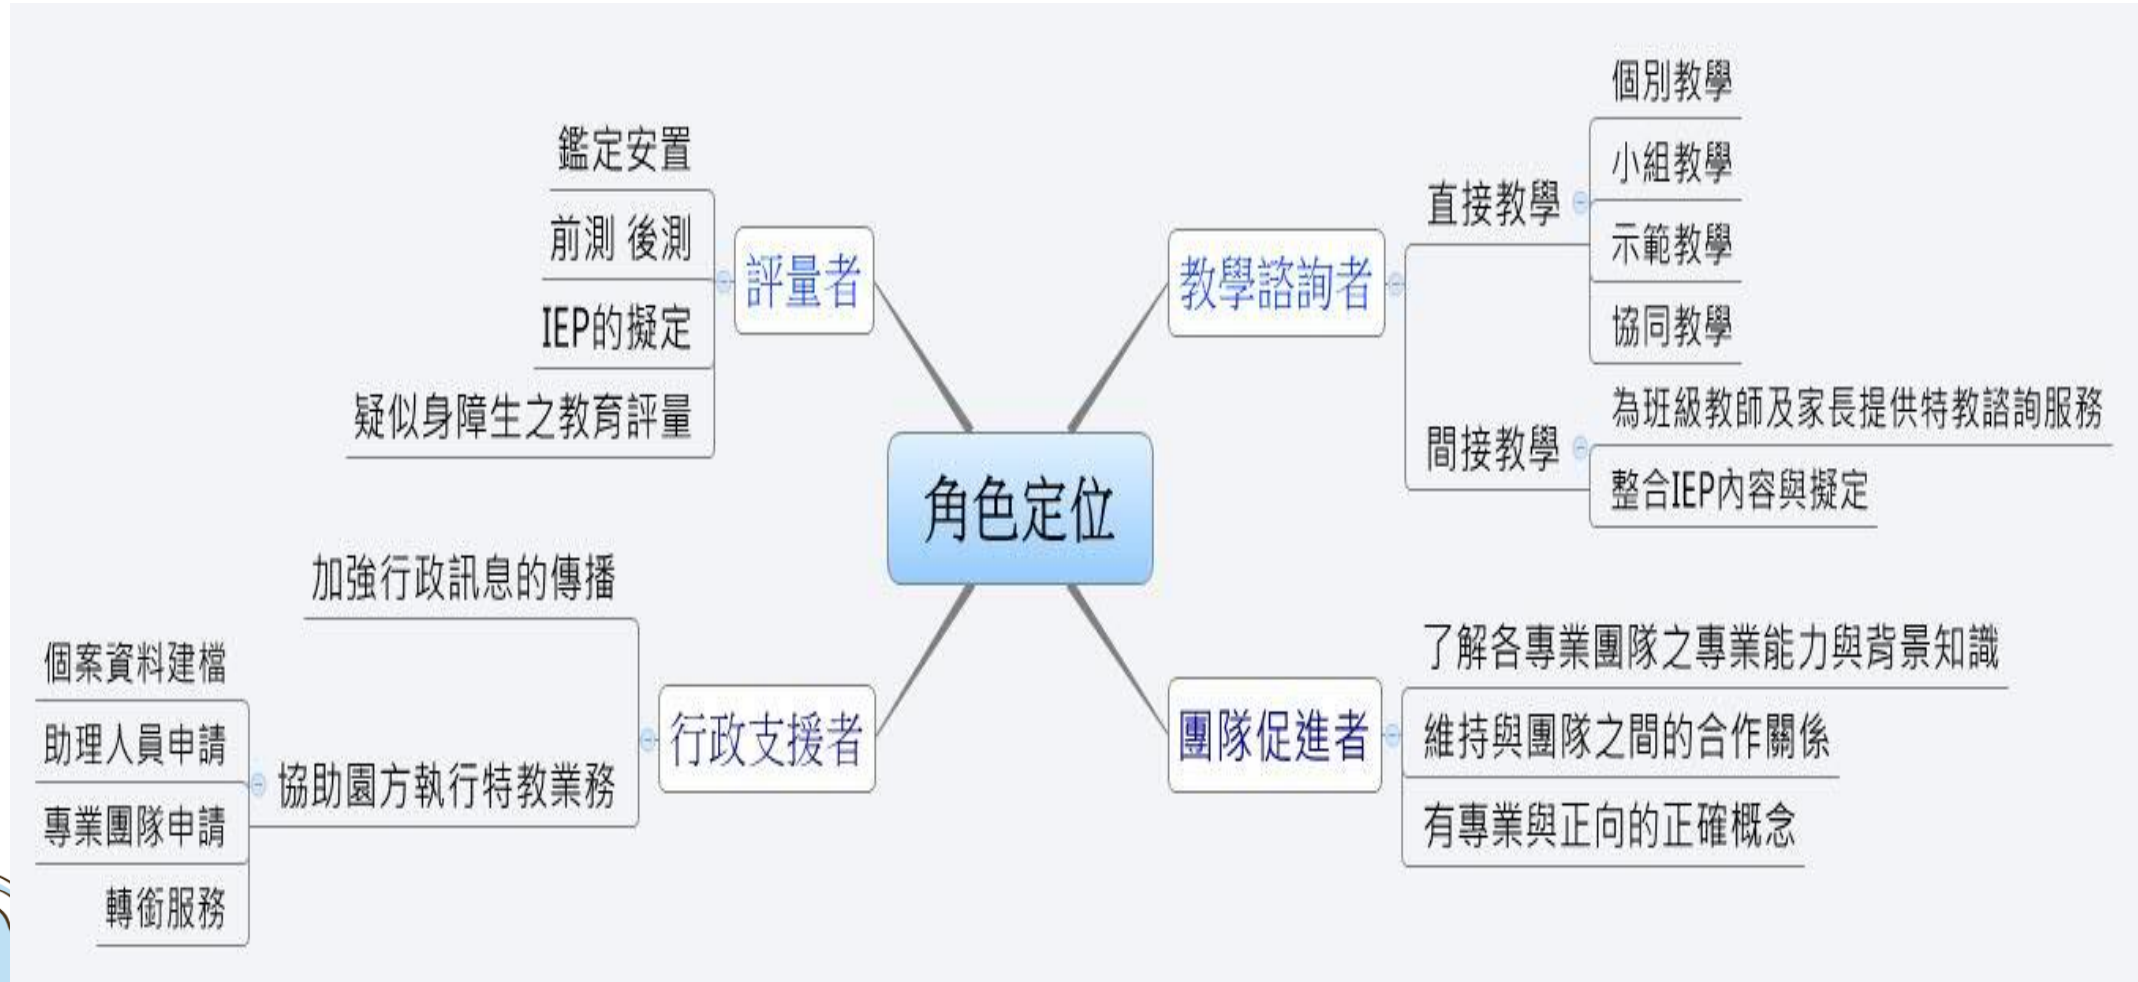 角色定位
評量者
鑑定安置
前測 後測
IEP的擬定
疑似身障生之教育評量
教學諮詢者
直接教學
個別教學
小組教學
示範教學
協同教學
間接教學
為班級教師及家長提供特教諮詢服務
整合IEP內容與擬定
行政支援者
加強行政訊息的傳播
協助園方執行特教業務
個案資料建檔
助理人員申請
專業團隊申請
轉銜服務
團隊促進者
了解各專業團隊之專業能力與背景知識
維持與團隊之間的合作關係
有專業與正向的正確概念